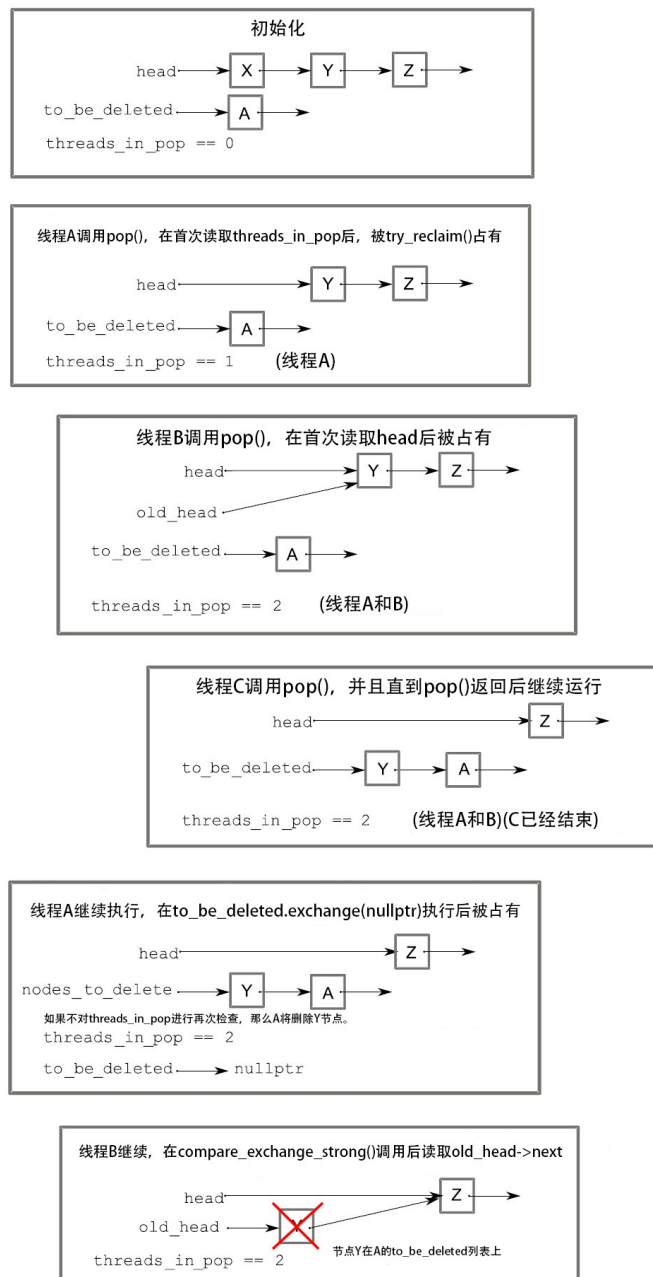 初始化
head X Y Z
to_be_deleted A
threads_in_pop == 0
线程A调用pop(), 在首次读取threads_in_pop后, 被try_reclaim()占有
head Y Z
to_be_deleted A
threads_in_pop == 1 (线程A)
线程B调用pop(), 在首次读取head后被占有
head Y Z
old_head
to_be_deleted A
threads_in_pop == 2 (线程A和B)
线程C调用pop(), 并且直到pop()返回后继续运行
head Z
to_be_deleted Y A
threads_in_pop == 2 (线程A和B)(C已经结束)
线程A继续执行, 在to_be_deleted.exchange(nullptr)执行后被占有
head Z
nodes_to_delete Y A
如果不对threads_in_pop进行再次检查, 那么A将删除Y节点。
threads_in_pop == 2
to_be_deleted nullptr
线程B继续, 在compare_exchange_strong()调用后读取old_head->next
head Z
old_head Y
节点Y在A的to_be_deleted列表上
threads_in_pop == 2